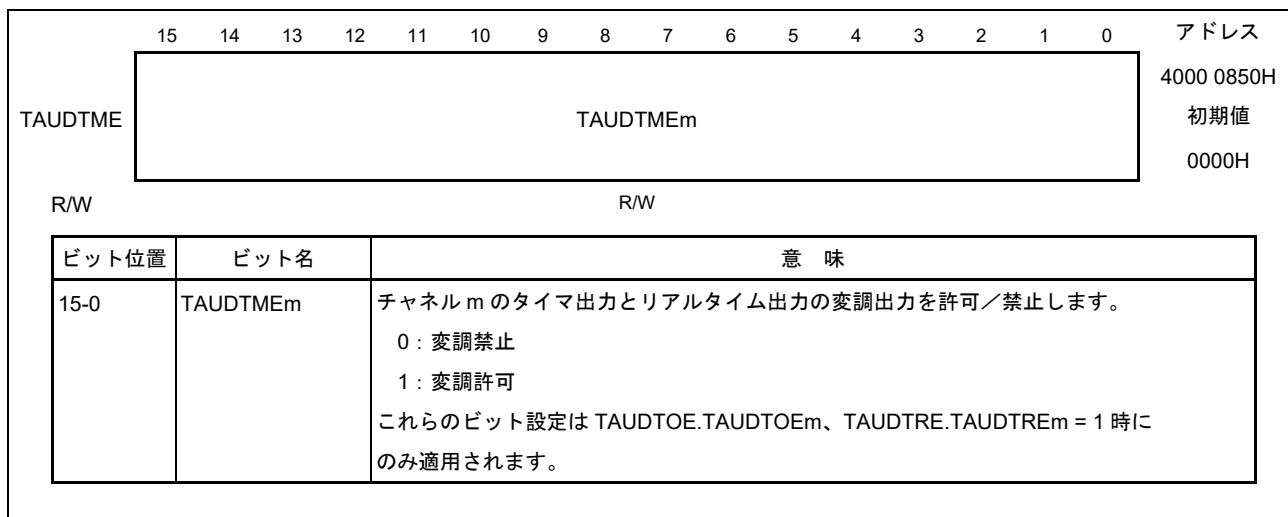 15 14 13 12 11 10 9 8 7 6 5 4 3 2 1 0 アドレス
4000 0850H
TAUDTME TAUDTMEm 初期値
0000H
R/W R/W
ビット位置 ビット名 意 味
15-0 TAUDTMEm チャネル m のタイマ出力とリアルタイム出力の変調出力を許可／禁止します。
0：変調禁止
1：変調許可
これらのビット設定は TAUDTOE.TAUDTOEm、TAUDTRE.TAUDTREm = 1 時に
のみ適用されます。